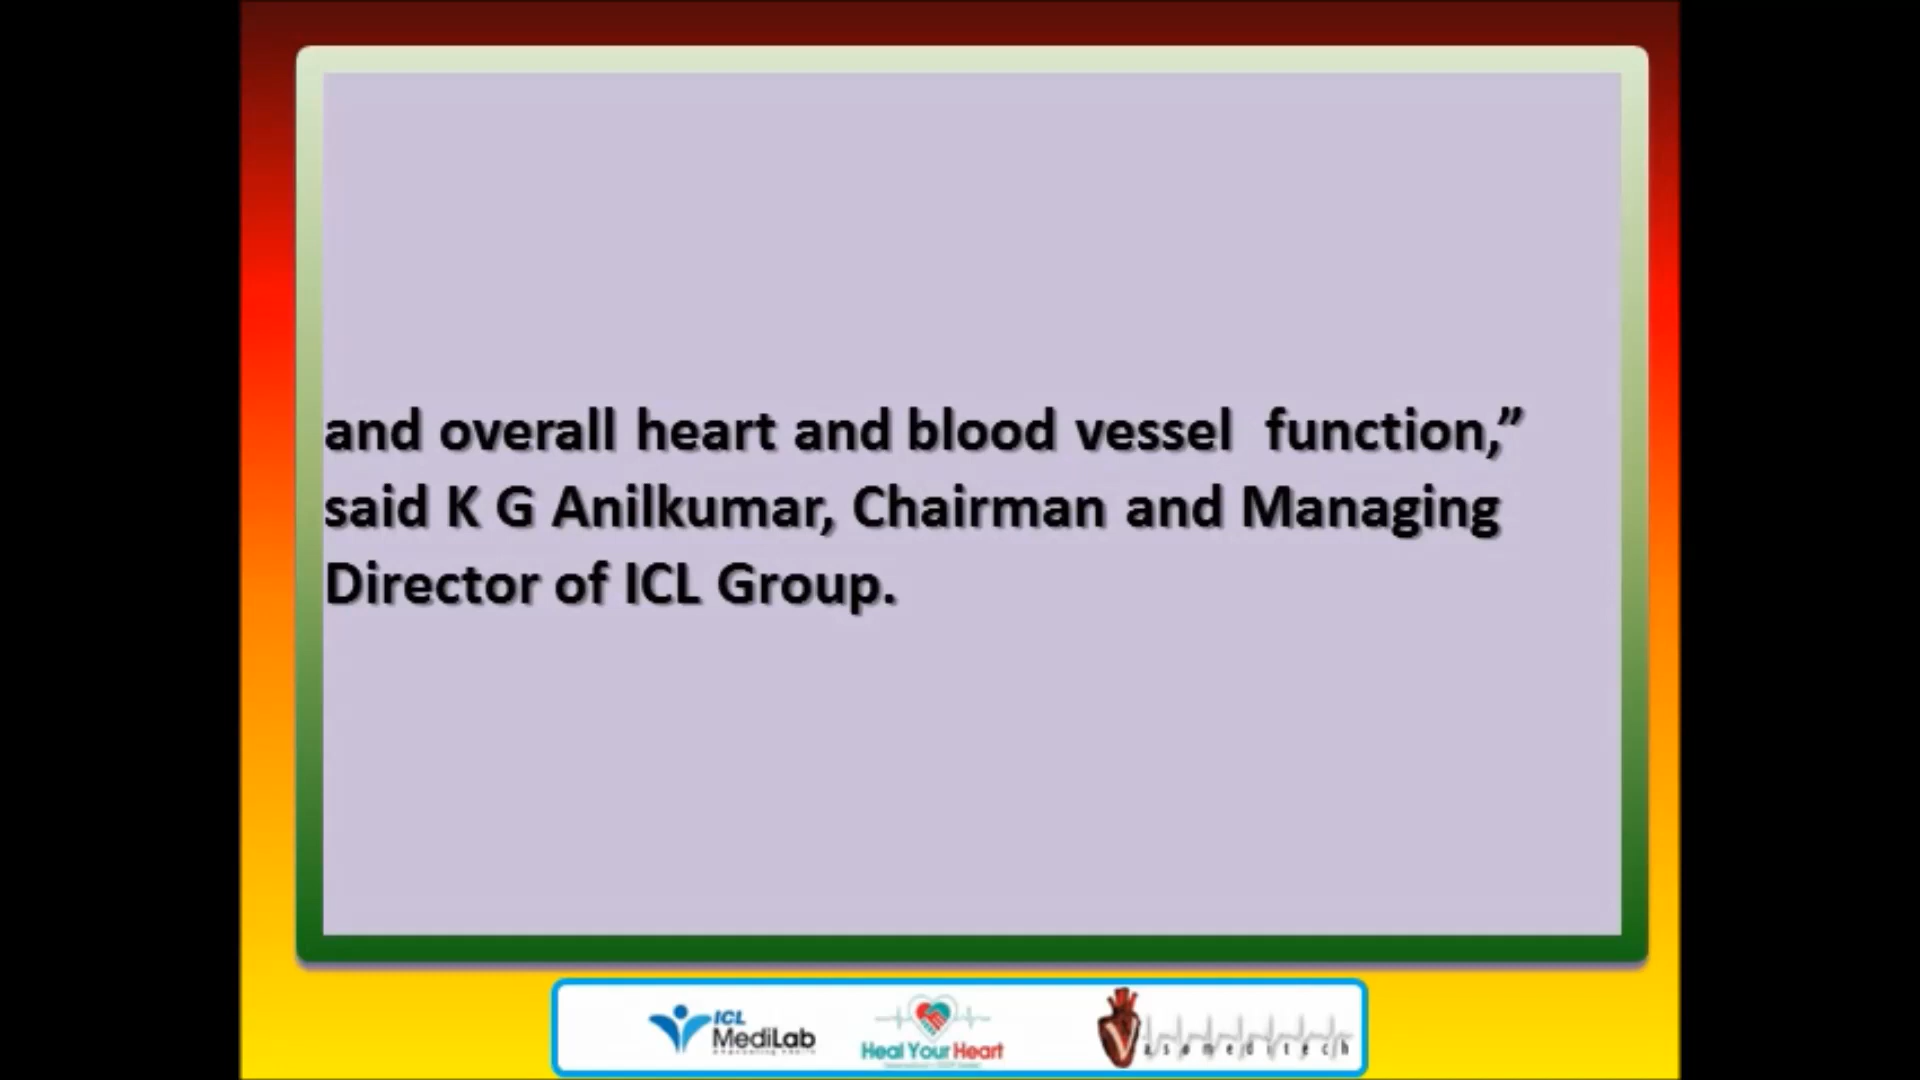 and overall heart and blood vessel  function,”
said K G Anilkumar, Chairman and Managing
Director of ICL Group.
ICL
MediLab
Heal Your Heart
Vasomeditech